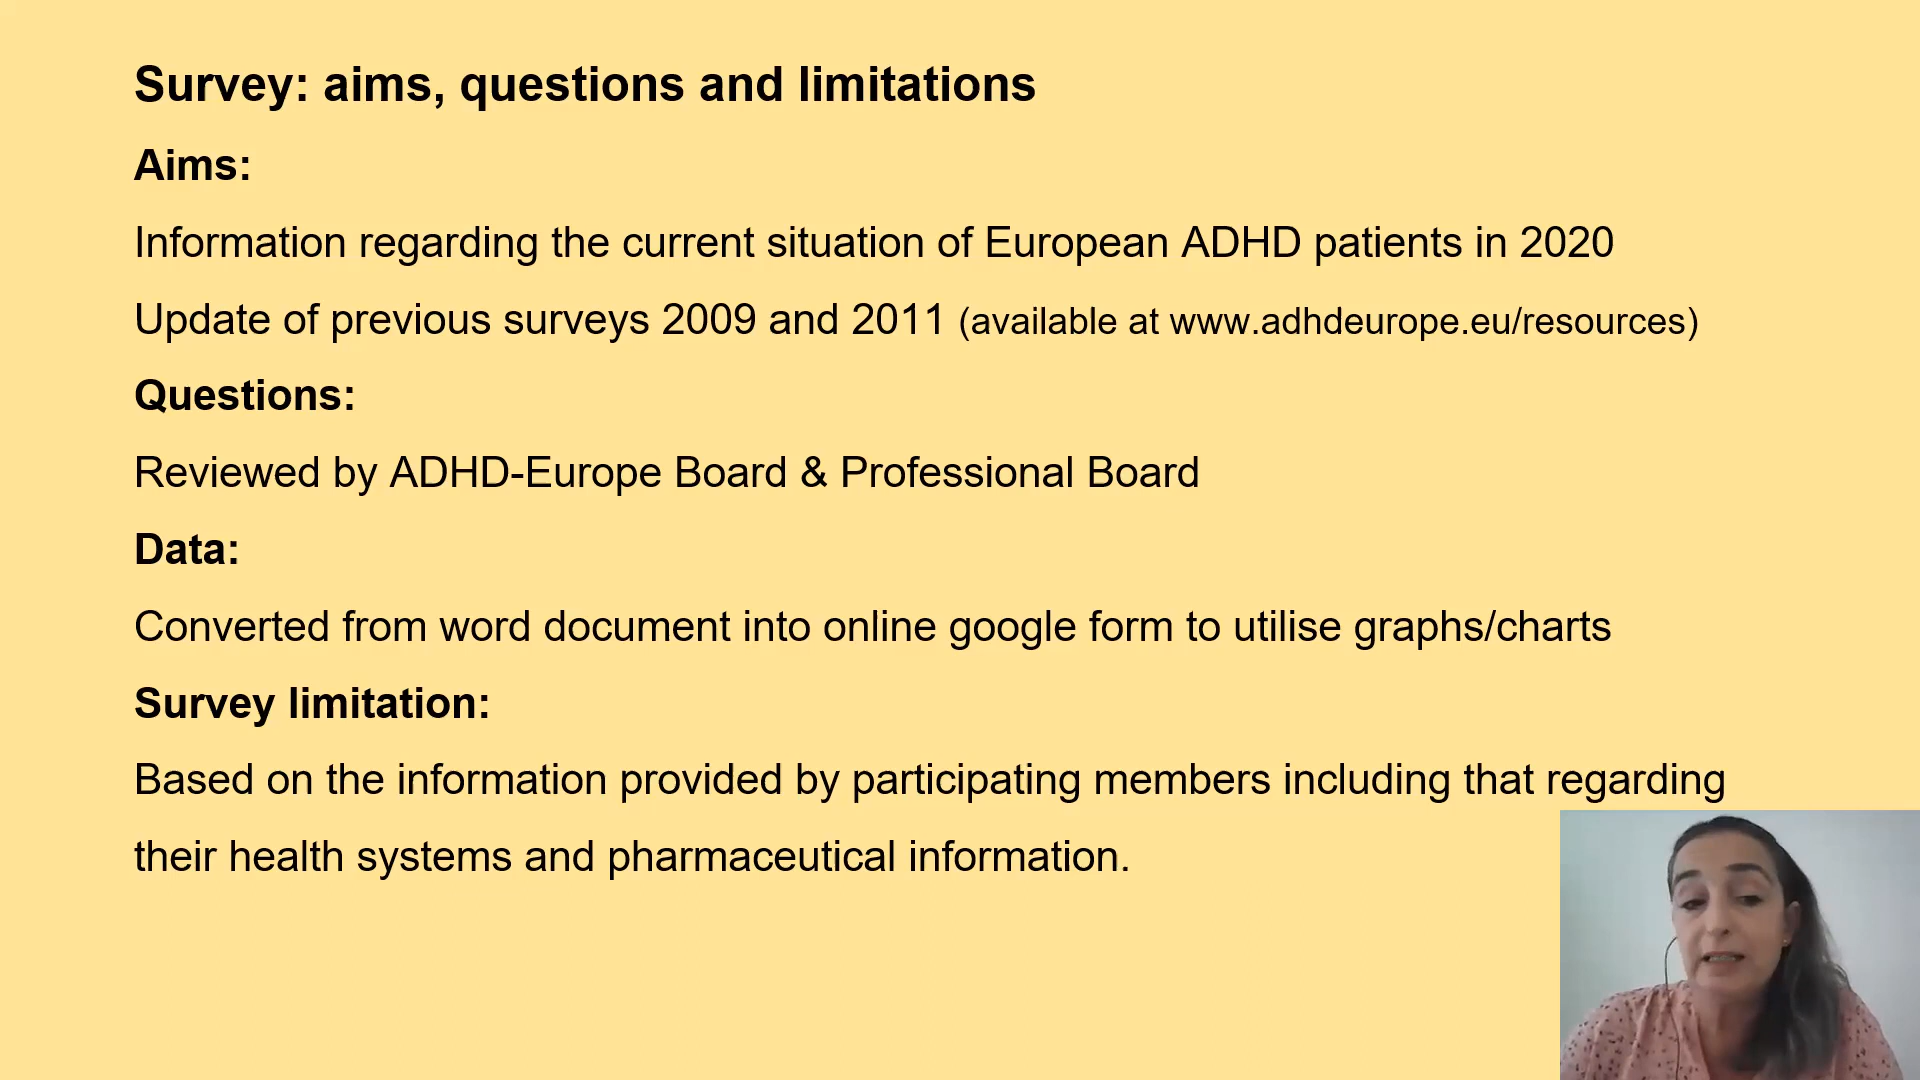 Survey: aims, questions and limitations
Aims:
Information regarding the current situation of European ADHD patients in 2020
Update of previous surveys 2009 and 2011 (available at www.adhdeurope.eu/resources)
Questions:
Reviewed by ADHD-Europe Board & Professional Board
Data:
Converted from word document into online google form to utilise graphs/charts
Survey limitation:
Based on the information provided by participating members including that regarding
their health systems and pharmaceutical information.